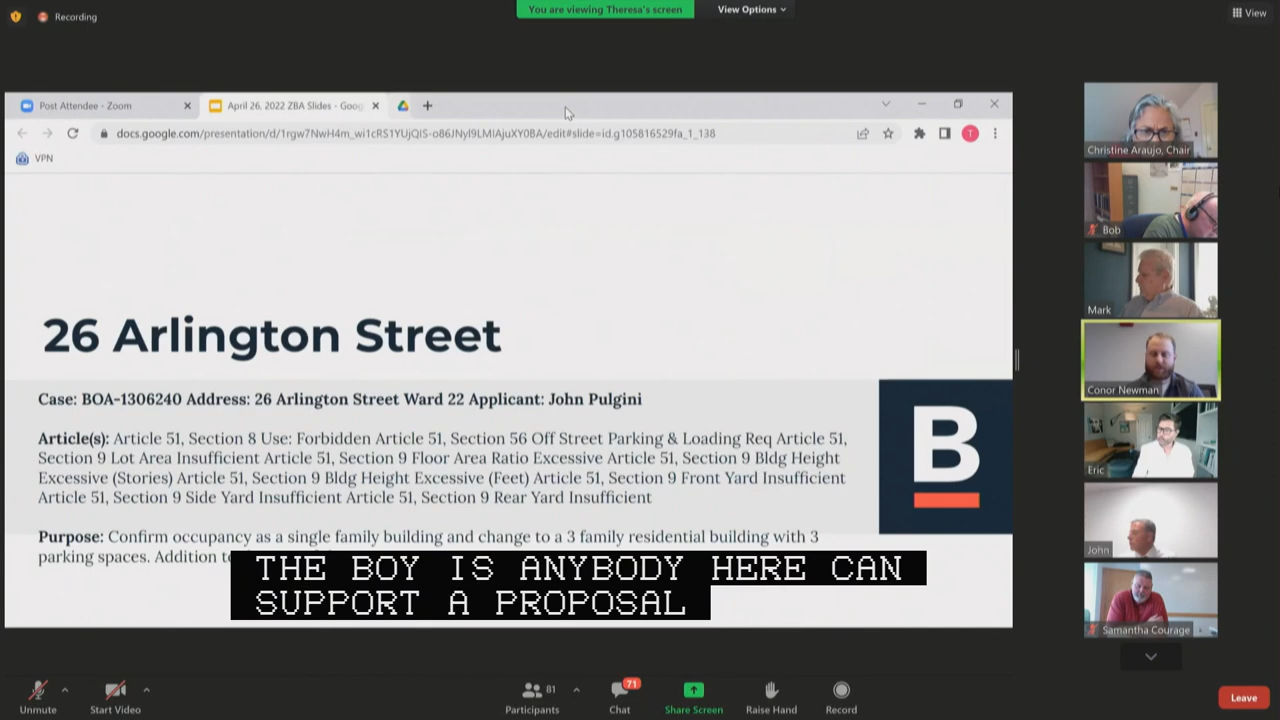 Recording
You are viewing Theresa's screen
View Options
View
Post Attendee - Zoom
April 26, 2022 ZBA Slides - Goog
docs.google.com/presentation/d/1rgw7NwH4m_wi1cRS1YUjQIS-o86JNyI9LMIAjuXY0BA/edit#slide=id.g105816529fa_1_138
T
VPN
26 Arlington Street
Case: BOA-1306240 Address: 26 Arlington Street Ward 22 Applicant: John Pulgini
Article(s): Article 51, Section 8 Use: Forbidden Article 51, Section 56 Off Street Parking & Loading Req Article 51,
Section 9 Lot Area Insufficient Article 51, Section 9 Floor Area Ratio Excessive Article 51, Section 9 Bldg Height
Excessive (Stories) Article 51, Section 9 Bldg Height Excessive (Feet) Article 51, Section 9 Front Yard Insufficient
Article 51, Section 9 Side Yard Insufficient Article 51, Section 9 Rear Yard Insufficient
B
Purpose: Confirm occupancy as a single family building and change to a 3 family residential building with 3
parking spaces. Addition to
THE BOY IS ANYBODY HERE CAN
SUPPORT A PROPOSAL
Christine Araujo, Chair
Bob
Mark
Conor Newman
Eric
John
Samantha Courage
Unmute
Start Video
81
Participants
71
Chat
Share Screen
Raise Hand
Record
Leave